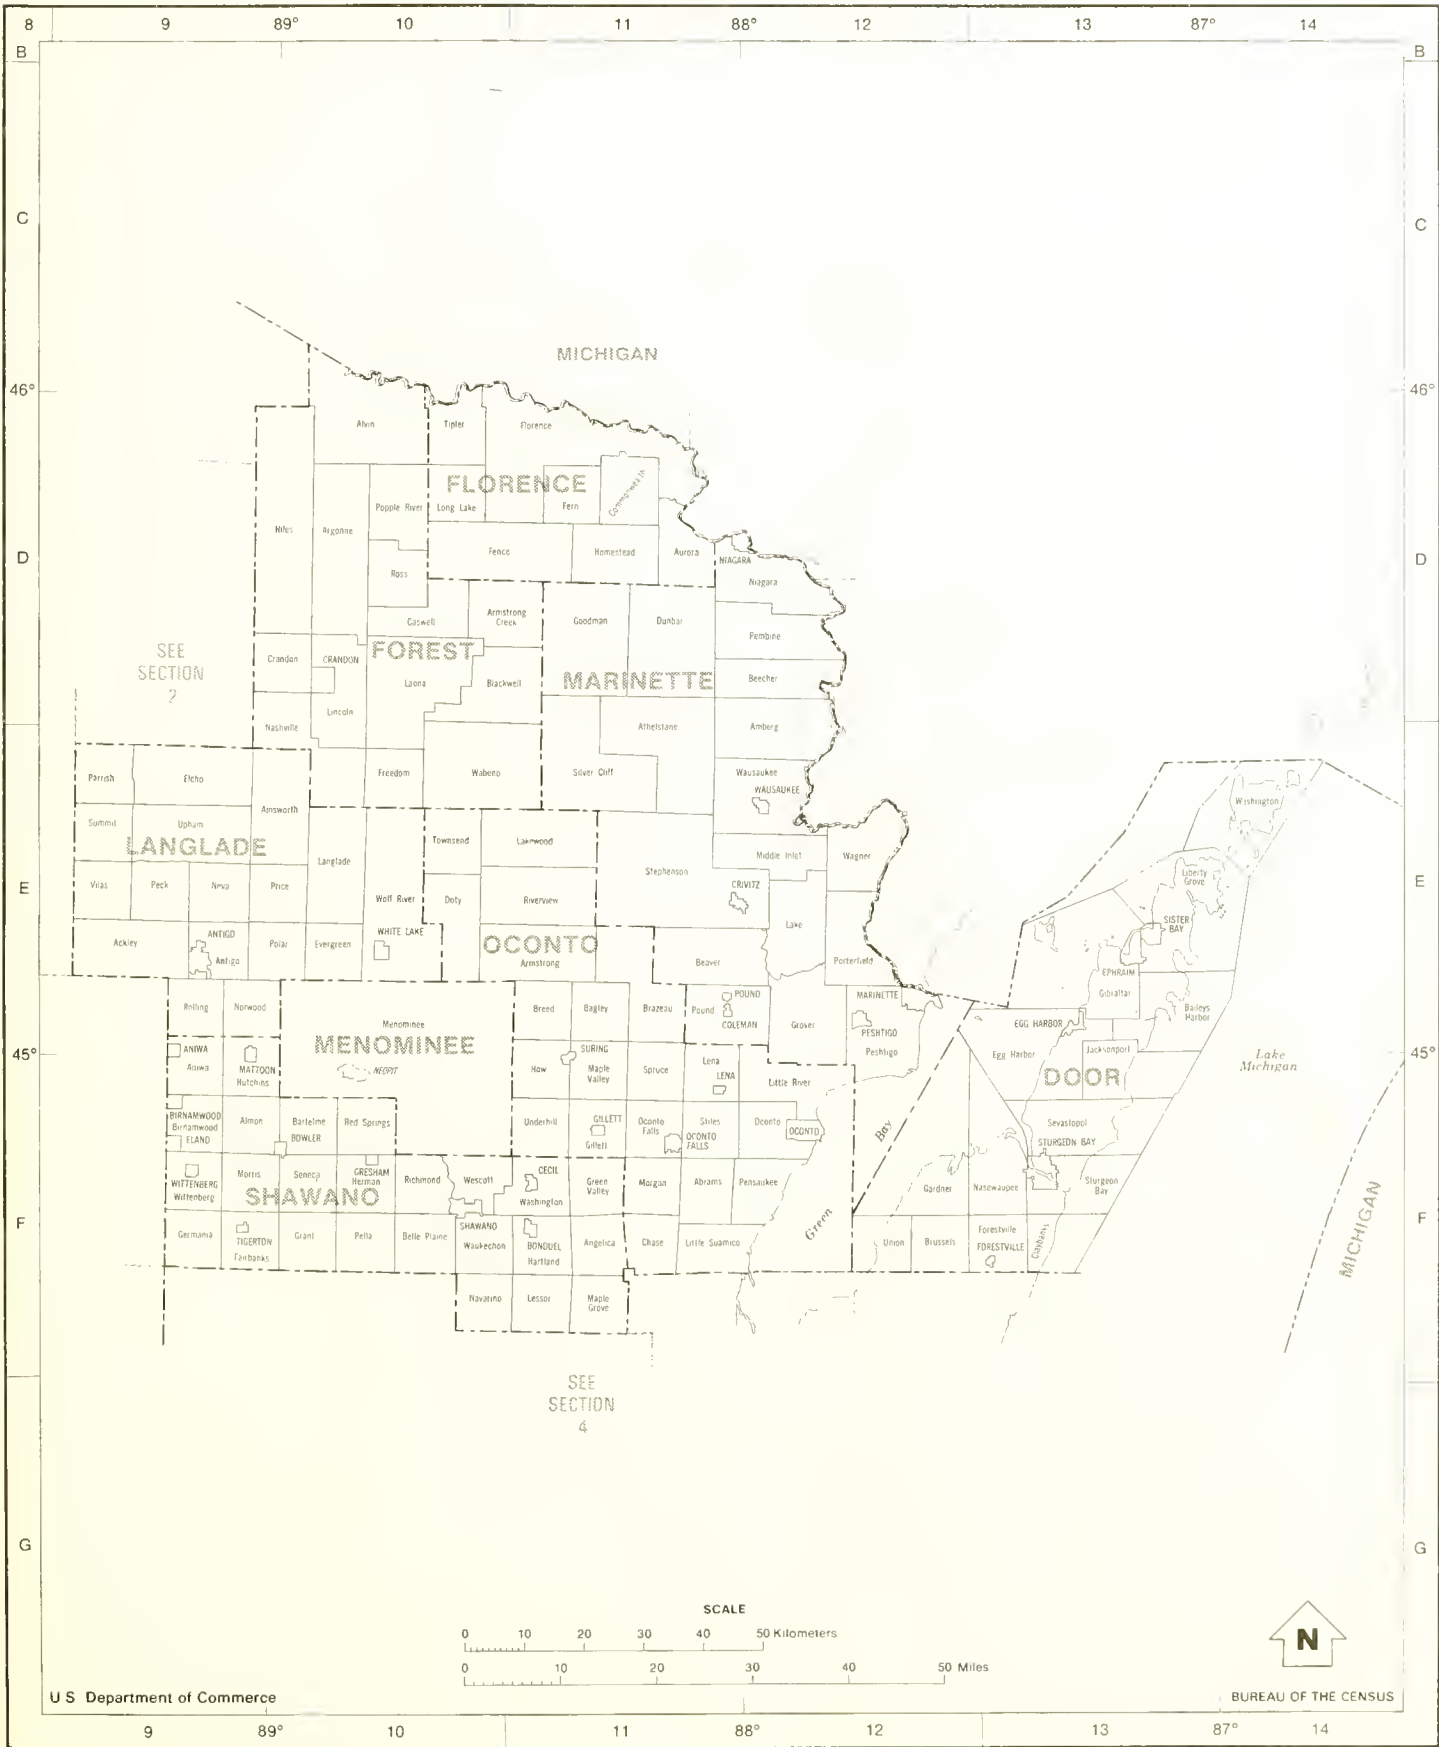 8 9 89° 10 11 88° 12 13 87° 14
B B
C C
MICHIGAN
46° 46°
Alvin Tipler Florence
FLORENCE
Commonwealth
Popple River Long Lake Fern
Hiles Argonne
Fence Homestead Aurora NIAGARA
D D
Ross Niagara
Armstrong
Creek
Caswell Goodman Dunbar
Pembine
SEE
SECTION
2
Crandon CRANDON FOREST
Laona Blackwell MARINETTE Beecher
Lincoln
Nashville Athelstane Amberg
Parrish Elcho Freedom Wabeno Silver Cliff Wausaukee
WAUSAUKEE
Ainsworth
Washington
Summit Upham
LANGLADE
Townsend Lakewood
Langlade Middle Inlet Wagner
Stephenson
Liberty
Grove
E E
Vilas Peck Neva Price CRIVITZ
Wolf River Doty Riverview
Lake
SISTER
BAY
ANTIGO WHITE LAKE
Ackley Polar Evergreen OCONTO
Antigo Armstrong Beaver Porterfield
EPHRAIM
Gibraltar
Rolling Norwood Breed Bagley Brazeau Pound POUND MARINETTE
Baileys
Harbor
COLEMAN Grover PESHTIGO EGG HARBOR
Menominee
MENOMINEE
45° 45°
ANIWA SURING Peshtigo Egg Harbor Jacksonport
Lake
Michigan
Aniwa MATTOON NEOPIT How Maple
Valley
Spruce Lena
LENA
Hutchins Little River DOOR
BIRNAMWOOD
Birnamwood
Almon Bartelme Red Springs Underhill GILLETT Oconto
Falls
Stiles Oconto
OCONTO
Sevastopol
ELAND BOWLER Gillett OCONTO
FALLS
Bay STURGEON BAY
Morris Seneca GRESHAM
Herman
Richmond Wescott CECIL Green
Valley
Morgan Abrams Pensaukee
WITTENBERG
Wittenberg
SHAWANO Washington Gardner Nasewaupee Sturgeon
Bay
MICHIGAN
F F
SHAWANO Green Forestville
Germania TIGERTON Grant Pella Belle Plaine Waukechon BONDUEL Angelica Chase Little Suamico Union Brussels FORESTVILLE Claybanks
Fairbanks Hartland
Navarino Lessor Maple
Grove
SEE
SECTION
4
G G
SCALE
0 10 20 30 40 50 Kilometers
0 10 20 30 40 50 Miles
N
U S Department of Commerce BUREAU OF THE CENSUS
9 89° 10 11 88° 12 13 87° 14